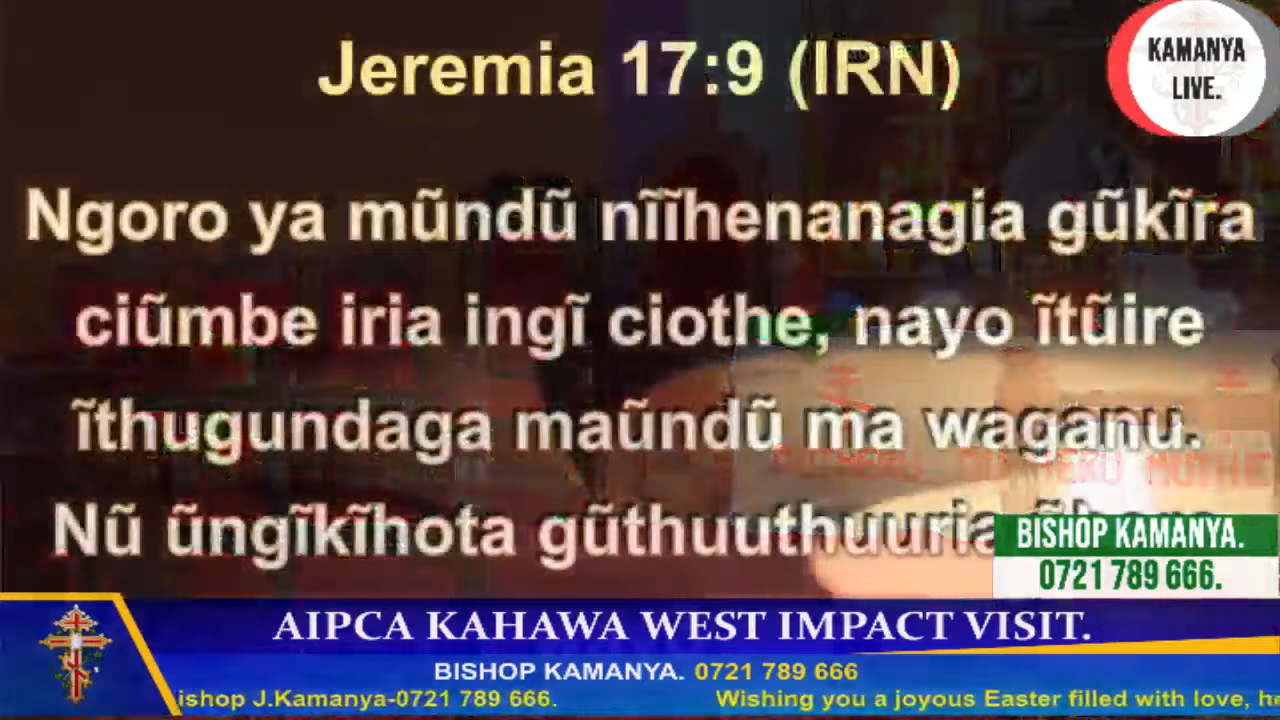 Jeremia 17:9 (IRN)
KAMANYA
LIVE.
Ngoro ya mũndũ nĩĩhenanagia gũkĩra
ciũmbe iria ingĩ ciothe, nayo ĩtũire
ĩthugundaga maũndũ ma waganu.
Nũ ũngĩkĩhota gũthuuthuuria
BISHOP KAMANYA.
0721 789 666.
AIPCA KAHAWA WEST IMPACT VISIT.
BISHOP KAMANYA. 0721 789 666
ishop J.Kamanya-0721 789 666. Wishing you a joyous Easter filled with love, ha